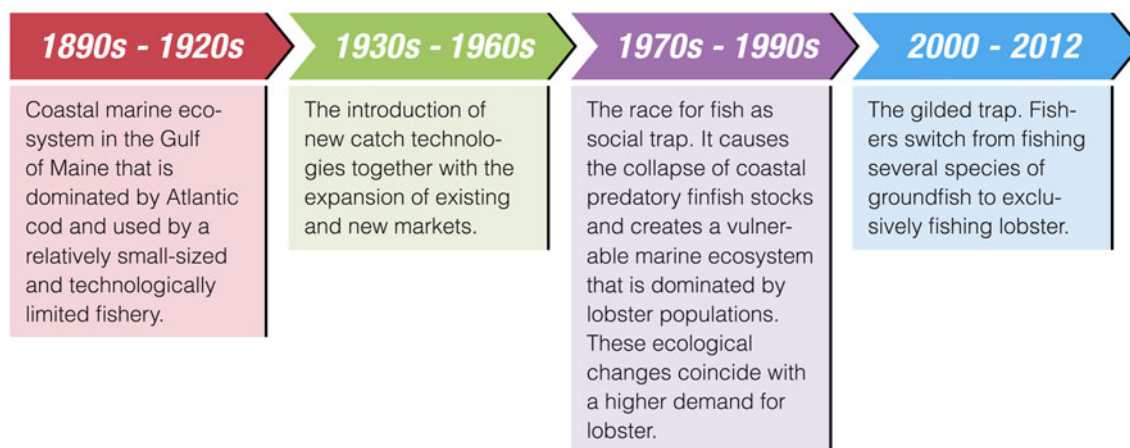 1890s - 1920s
Coastal marine eco-
system in the Gulf
of Maine that is
dominated by Atlantic
cod and used by a
relatively small-sized
and technologically
limited fishery.
1930s - 1960s
The introduction of
new catch technolo-
gies together with the
expansion of existing
and new markets.
1970s - 1990s
The race for fish as
social trap. It causes
the collapse of coastal
predatory finfish stocks
and creates a vulner-
able marine ecosystem
that is dominated by
lobster populations.
These ecological
changes coincide with
a higher demand for
lobster.
2000 - 2012
The gilded trap. Fish-
ers switch from fishing
several species of
groundfish to exclu-
sively fishing lobster.